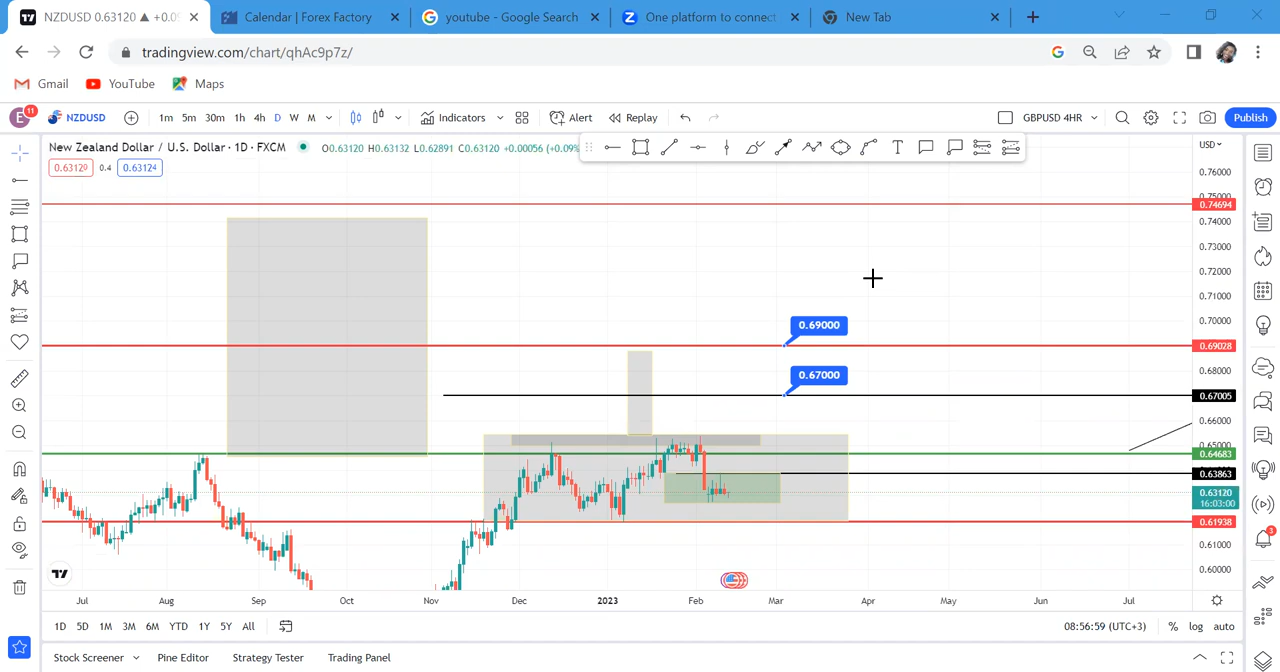 NZDUSD 0.63120 ▲ +0.0
Calendar | Forex Factory
youtube - Google Search
One platform to connect
New Tab
tradingview.com/chart/qhAc9p7z/
Gmail YouTube Maps
E 11 NZDUSD 1m 5m 30m 1h 4h D W M Indicators Alert Replay GBPUSD 4HR Publish
New Zealand Dollar / U.S. Dollar · 1D · FXCM O0.63120 H0.63132 L0.62891 C0.63120 +0.00056 (+0.09%
USD
0.63120 0.4 0.63124
0.76000
0.75000
0.74694
0.74000
0.73000
0.72000
0.71000
0.70000
0.69000
0.69028
0.68000
0.67000
0.67005
0.66000
0.65000
0.64683
0.63863
0.63120
16:03:00
0.61938
0.61000
0.60000
3
Jul Aug Sep Oct Nov Dec 2023 Feb Mar Apr May Jun Jul
1D 5D 1M 3M 6M YTD 1Y 5Y All 08:56:59 (UTC+3) % log auto
Stock Screener Pine Editor Strategy Tester Trading Panel